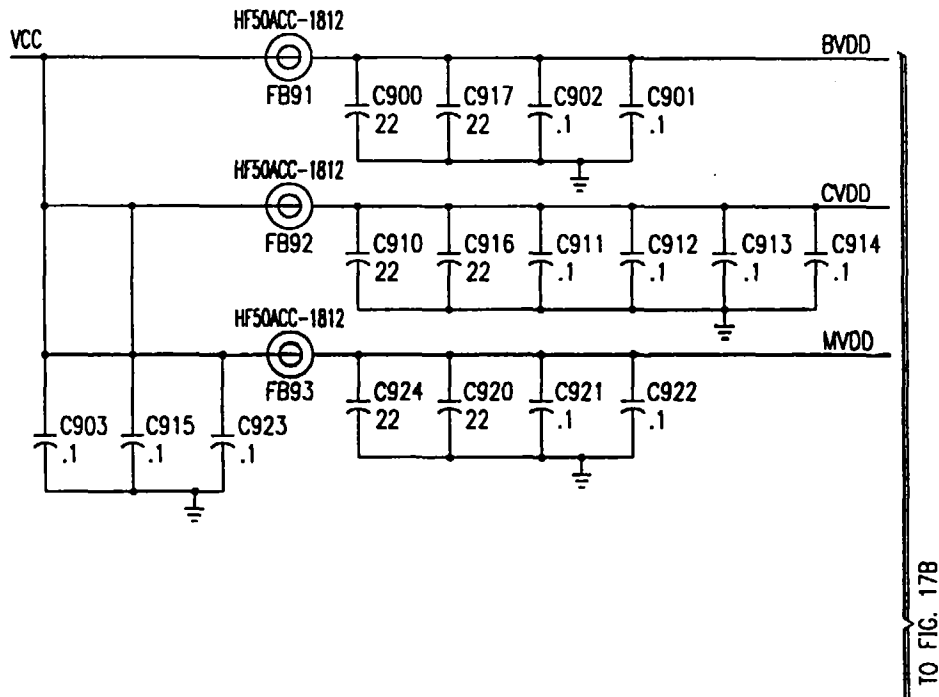 HF50ACC-1812
VCC
BVDD
FB91
C900
22
C917
22
C902
.1
C901
.1
HF50ACC-1812
CVDD
FB92
C910
22
C916
22
C911
.1
C912
.1
C913
.1
C914
.1
HF50ACC-1812
MVDD
FB93
C924
22
C920
22
C921
.1
C922
.1
C903
.1
C915
.1
C923
.1
TO FIG. 17B